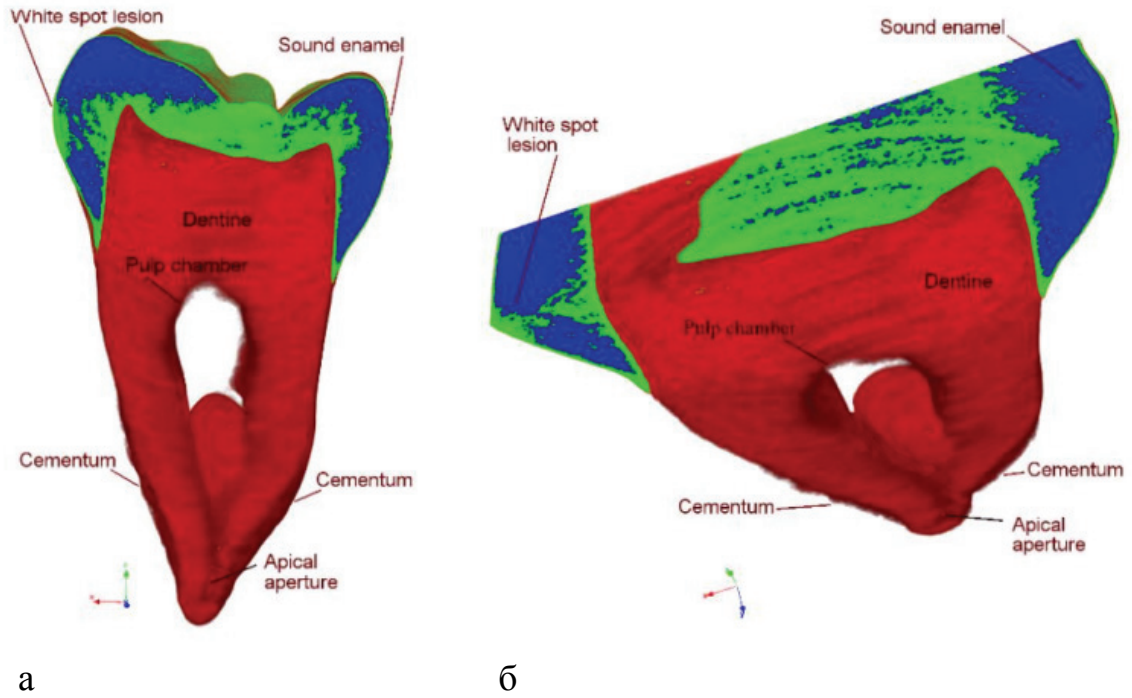 White spot lesion
Sound enamel
Dentine
Pulp chamber
Cementum
Cementum
Apical
aperture
а
Sound enamel
White spot
lesion
Dentine
Pulp chamber
Cementum
Cementum
Apical
aperture
б